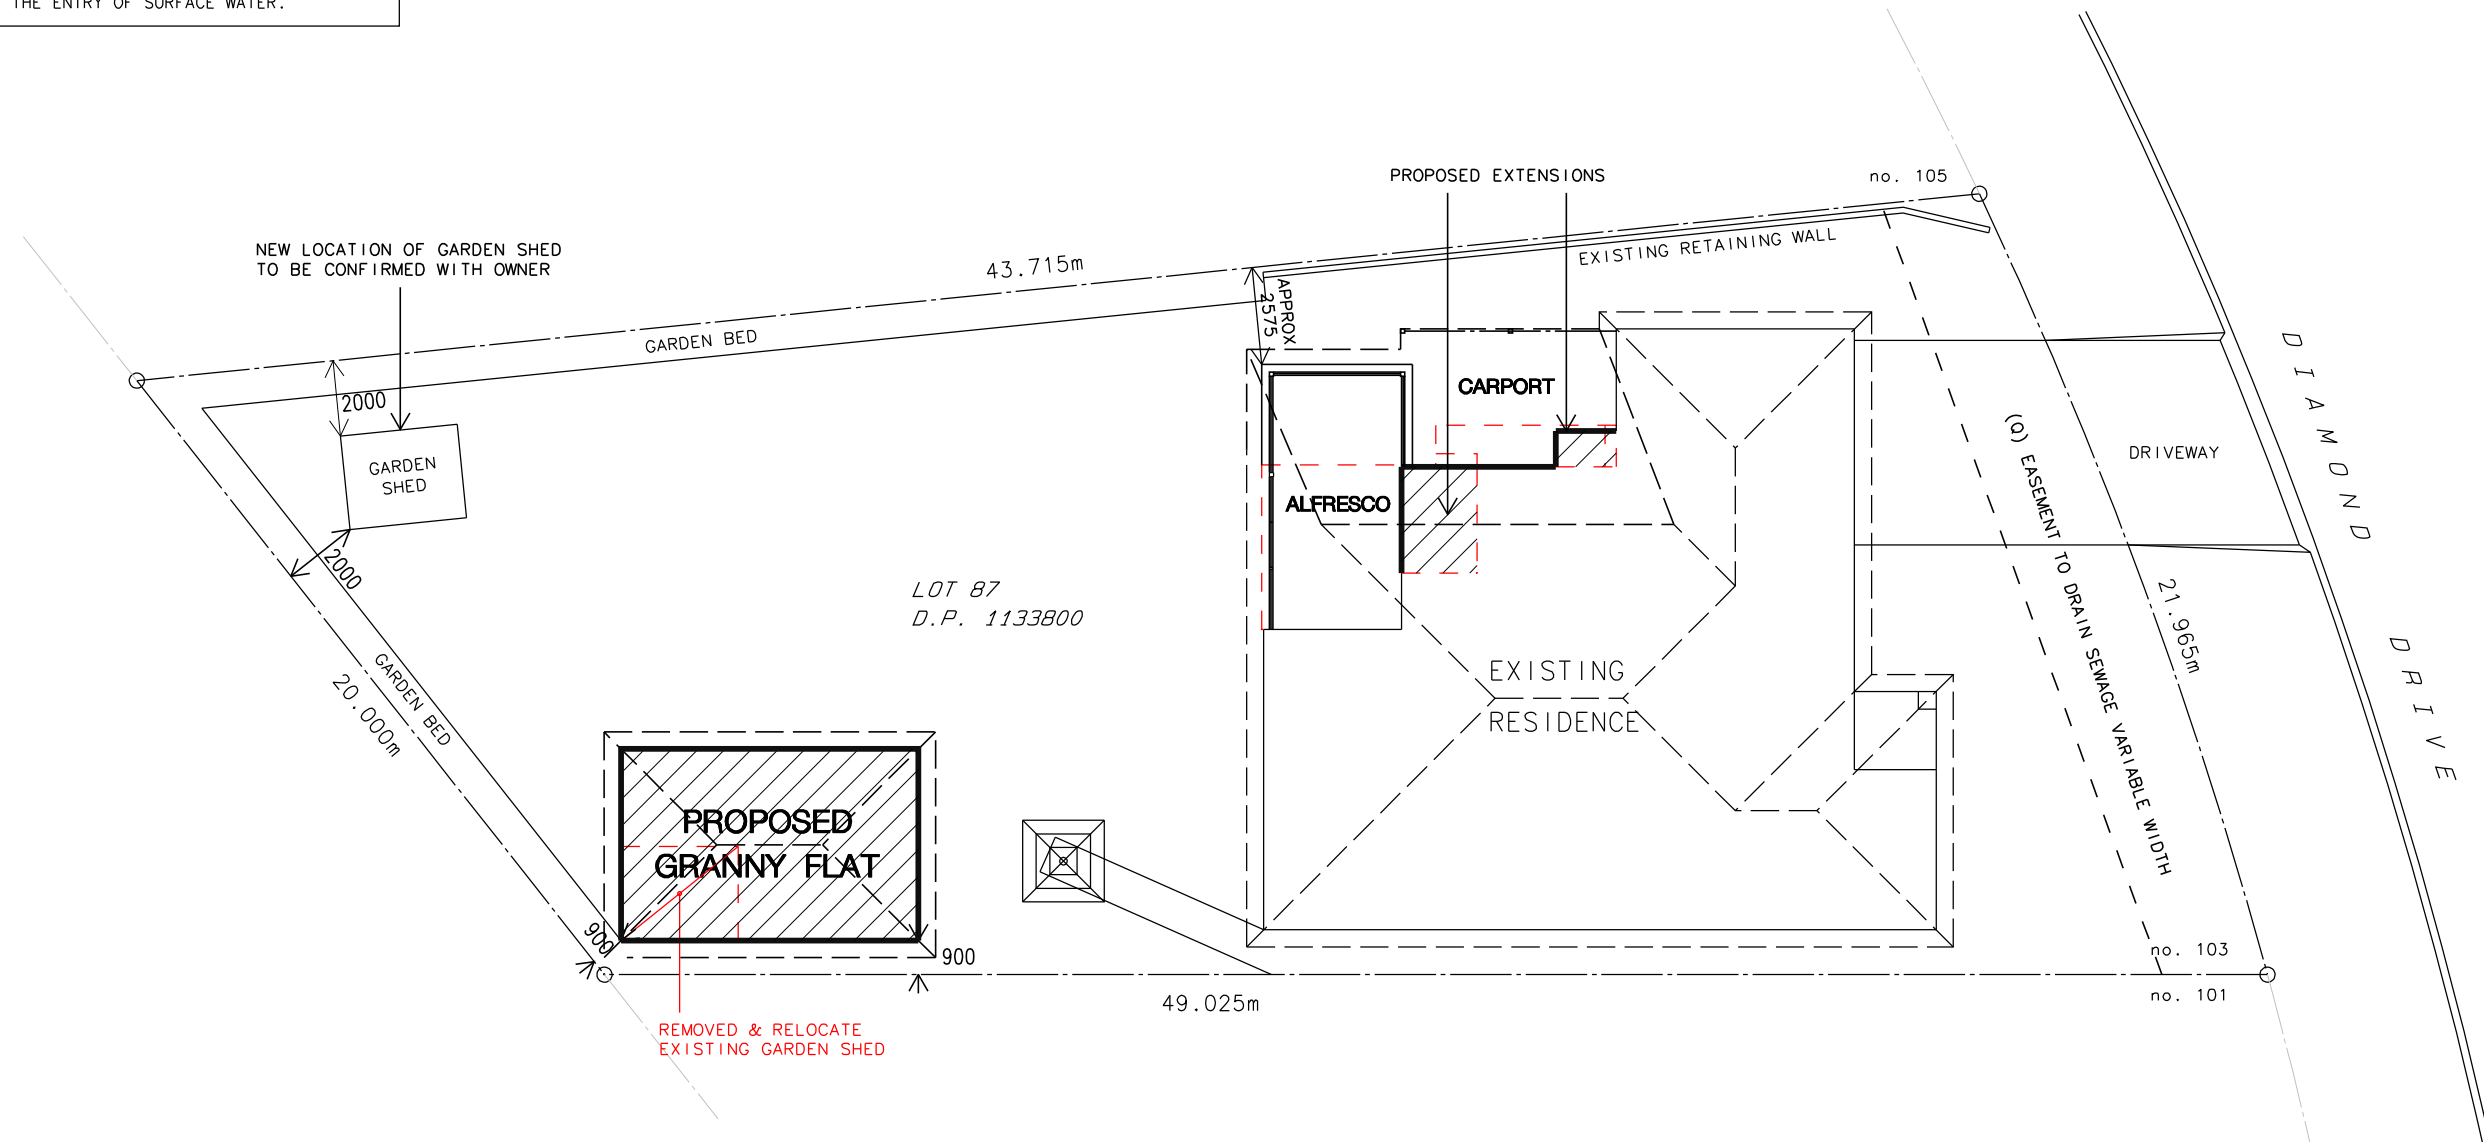 THE ENTRY OF SURFACE WATER.
PROPOSED EXTENSIONS
no. 105
NEW LOCATION OF GARDEN SHED
TO BE CONFIRMED WITH OWNER
43.715m
EXISTING RETAINING WALL
APPROX
2575
GARDEN BED
2000
CARPORT
GARDEN
SHED
ALFRESCO
DRIVEWAY
DIAMOND DRIVE
(Q) EASEMENT TO DRAIN SEWAGE VARIABLE WIDTH
2000
LOT 87
D.P. 1133800
21.965m
GARDEN BED
20.000m
EXISTING
RESIDENCE
PROPOSED
GRANNY FLAT
900
900
no. 103
no. 101
49.025m
REMOVED & RELOCATE
EXISTING GARDEN SHED